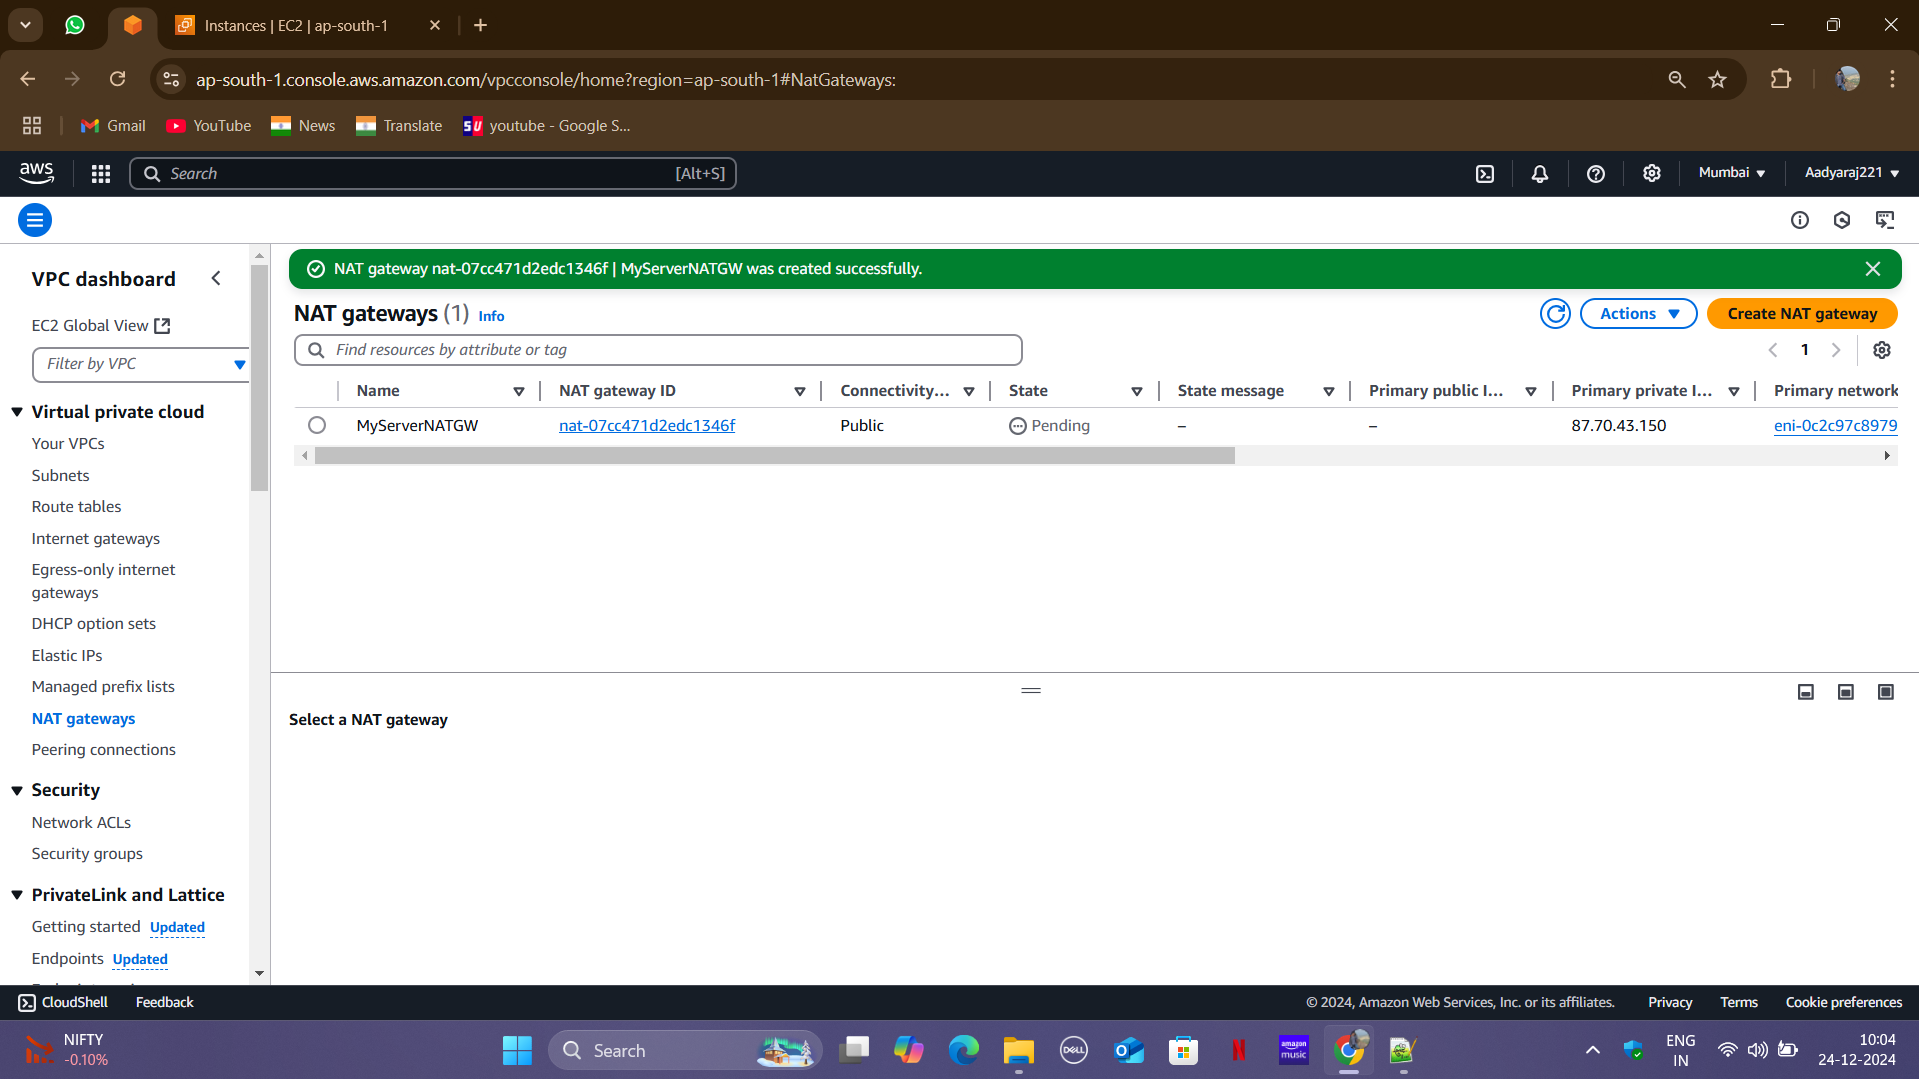 Instances | EC2 | ap-south-1
ap-south-1.console.aws.amazon.com/vpcconsole/home?region=ap-south-1#NatGateways:
Gmail
YouTube
News
Translate
SU
youtube - Google S...
aws
Search
[Alt+S]
Mumbai
Aadyaraj221
VPC dashboard
EC2 Global View
Filter by VPC
Virtual private cloud
Your VPCs
Subnets
Route tables
Internet gateways
Egress-only internet
gateways
DHCP option sets
Elastic IPs
Managed prefix lists
NAT gateways
Peering connections
Security
Network ACLs
Security groups
PrivateLink and Lattice
Getting started Updated
Endpoints Updated
NAT gateway nat-07cc471d2edc1346f | MyServerNATGW was created successfully.
NAT gateways (1) Info
Actions
Create NAT gateway
Find resources by attribute or tag
1
Name
NAT gateway ID
Connectivity...
State
State message
Primary public I...
Primary private I...
Primary network
MyServerNATGW
nat-07cc471d2edc1346f
Public
Pending
–
–
87.70.43.150
eni-0c2c97c8979
Select a NAT gateway
CloudShell
Feedback
© 2024, Amazon Web Services, Inc. or its affiliates.
Privacy
Terms
Cookie preferences
NIFTY
-0.10%
Search
DELL
amazon
music
ENG
IN
10:04
24-12-2024